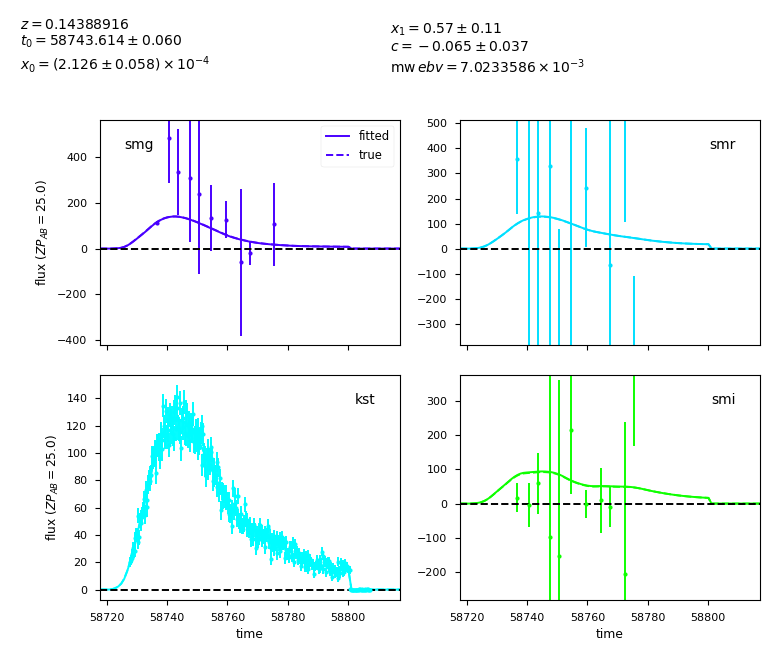 z = 0.14388916
t₀ = 58743.614 ± 0.060
x₀ = (2.126 ± 0.058) × 10⁻⁴
x₁ = 0.57 ± 0.11
c = −0.065 ± 0.037
mw ebv = 7.0233586 × 10⁻³
smg
fitted
true
flux (ZP_AB = 25.0)
400
200
0
−200
−400
smr
500
400
300
200
100
0
−100
−200
−300
kst
flux (ZP_AB = 25.0)
140
120
100
80
60
40
20
0
58720 58740 58760 58780 58800
time
smi
300
200
100
0
−100
−200
58720 58740 58760 58780 58800
time